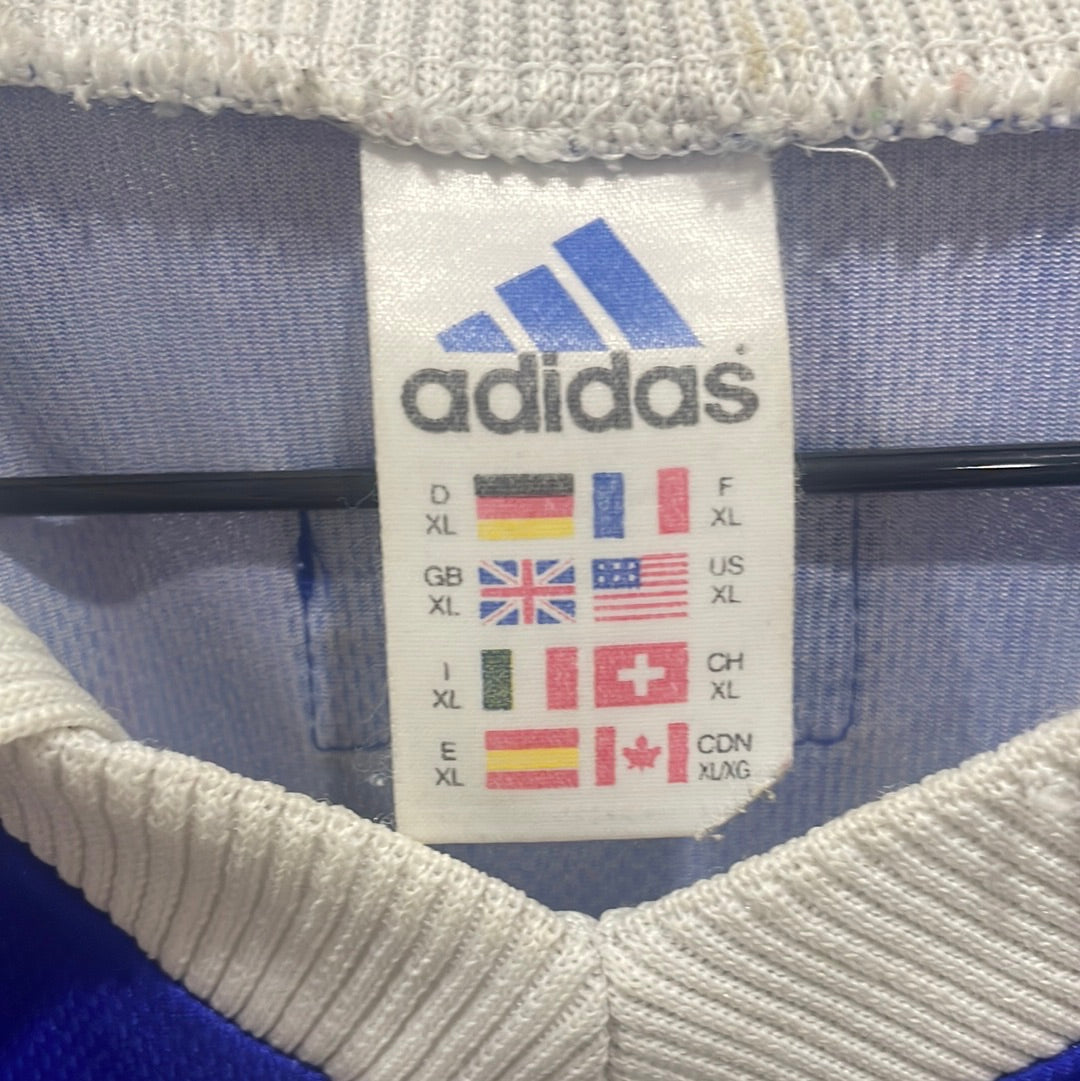 adidas
D F
XL XL
GB US
XL XL
I CH
XL XL
E CDN
XL XL/XG